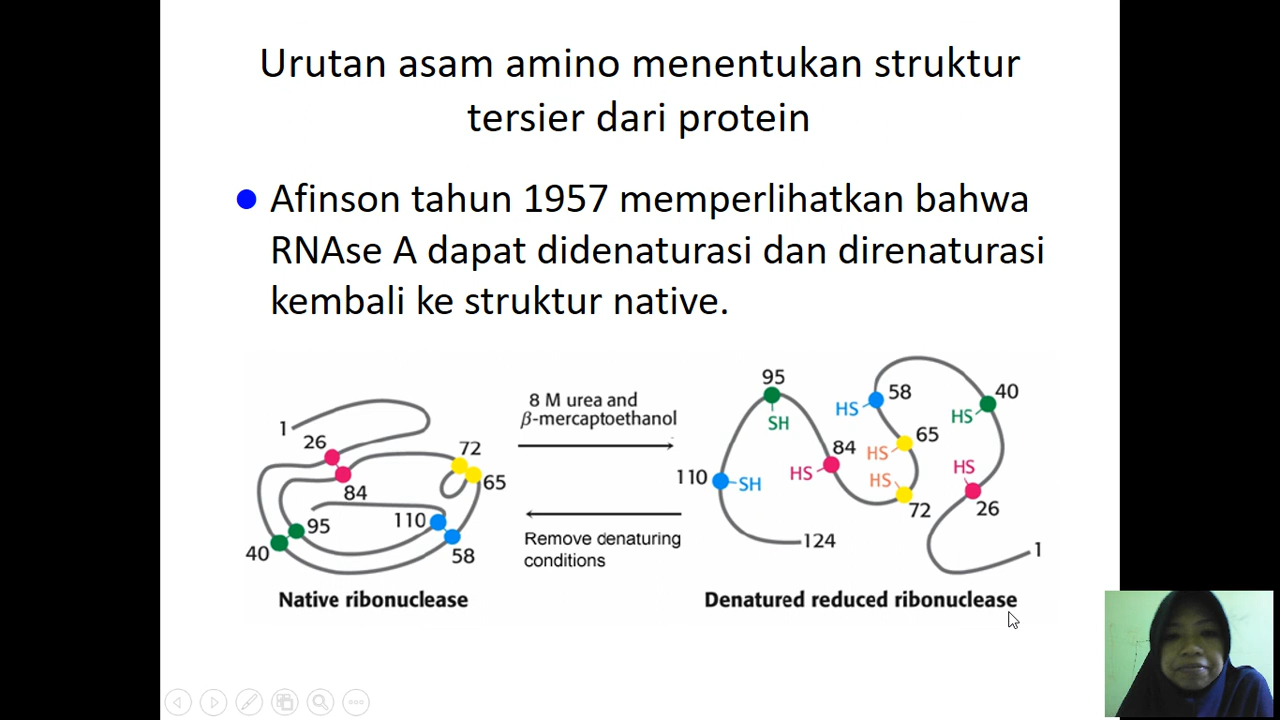 Urutan asam amino menentukan struktur
tersier dari protein
Afinson tahun 1957 memperlihatkan bahwa
RNAse A dapat didenaturasi dan direnaturasi
kembali ke struktur native.
1
26
84
72
65
95
110
40
58
Native ribonuclease
8 M urea and
β-mercaptoethanol
Remove denaturing
conditions
95
SH
110
SH
84
HS
58
HS
65
HS
HS
72
40
HS
HS
26
124
1
Denatured reduced ribonuclease